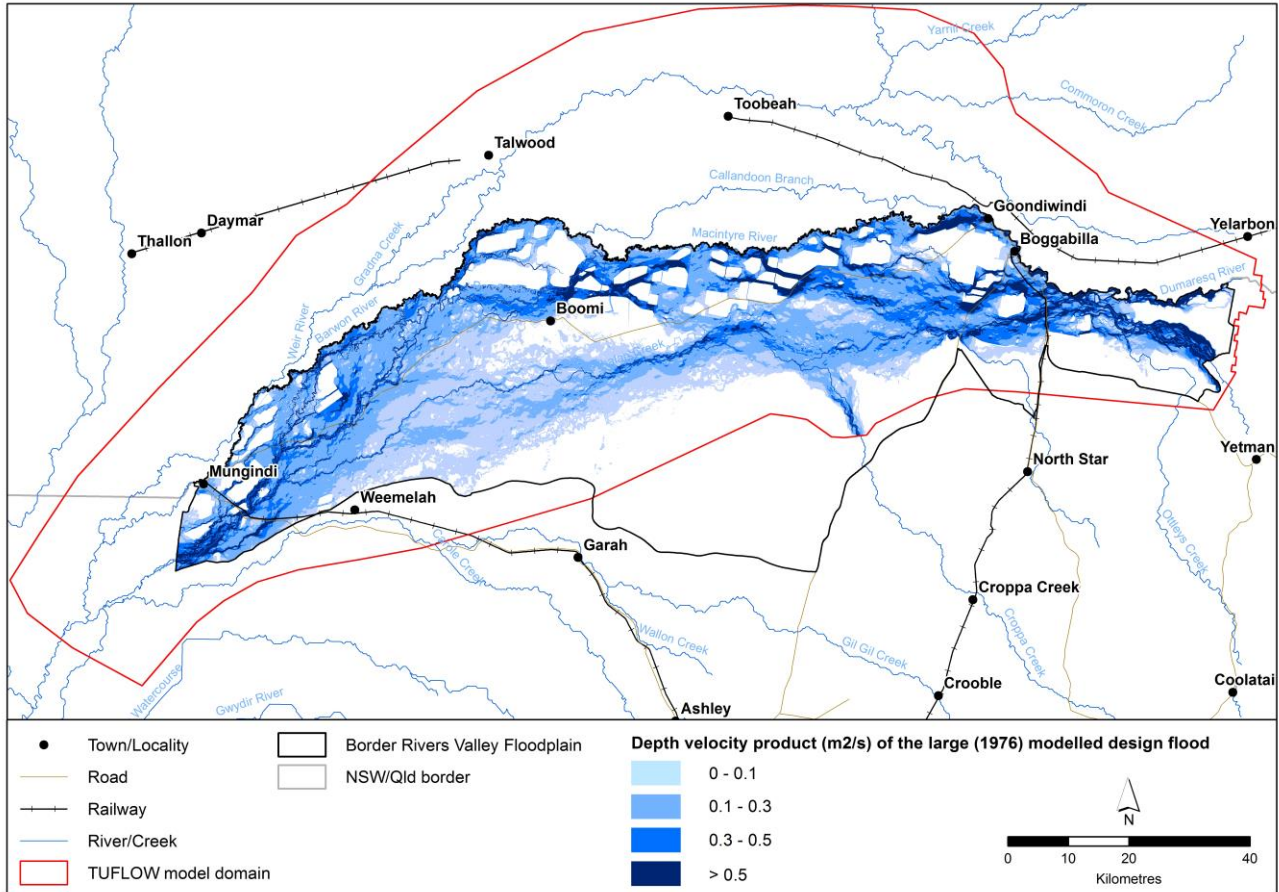 Yarrill Creek
Commoron Creek
Toobeah
Talwood
Callandoon Branch
Goondiwindi
Daymar
Thallon
Gradna Creek
Macintyre River
Boggabilla
Yelarbon
Dumaresq River
Weir River
Barwon River
Boomi
Creek
Mungindi
Weemelah
North Star
Yetman
Garah
Carole Creek
Ottleys Creek
Croppa Creek
Croppa Creek
Wallon Creek
Gil Gil Creek
Watercourse
Gwydir River
Crooble
Coolatai
Ashley
Town/Locality
Road
Railway
River/Creek
TUFLOW model domain
Border Rivers Valley Floodplain
NSW/Qld border
Depth velocity product (m2/s) of the large (1976) modelled design flood
0 - 0.1
0.1 - 0.3
0.3 - 0.5
> 0.5
N
0 10 20 40
Kilometres